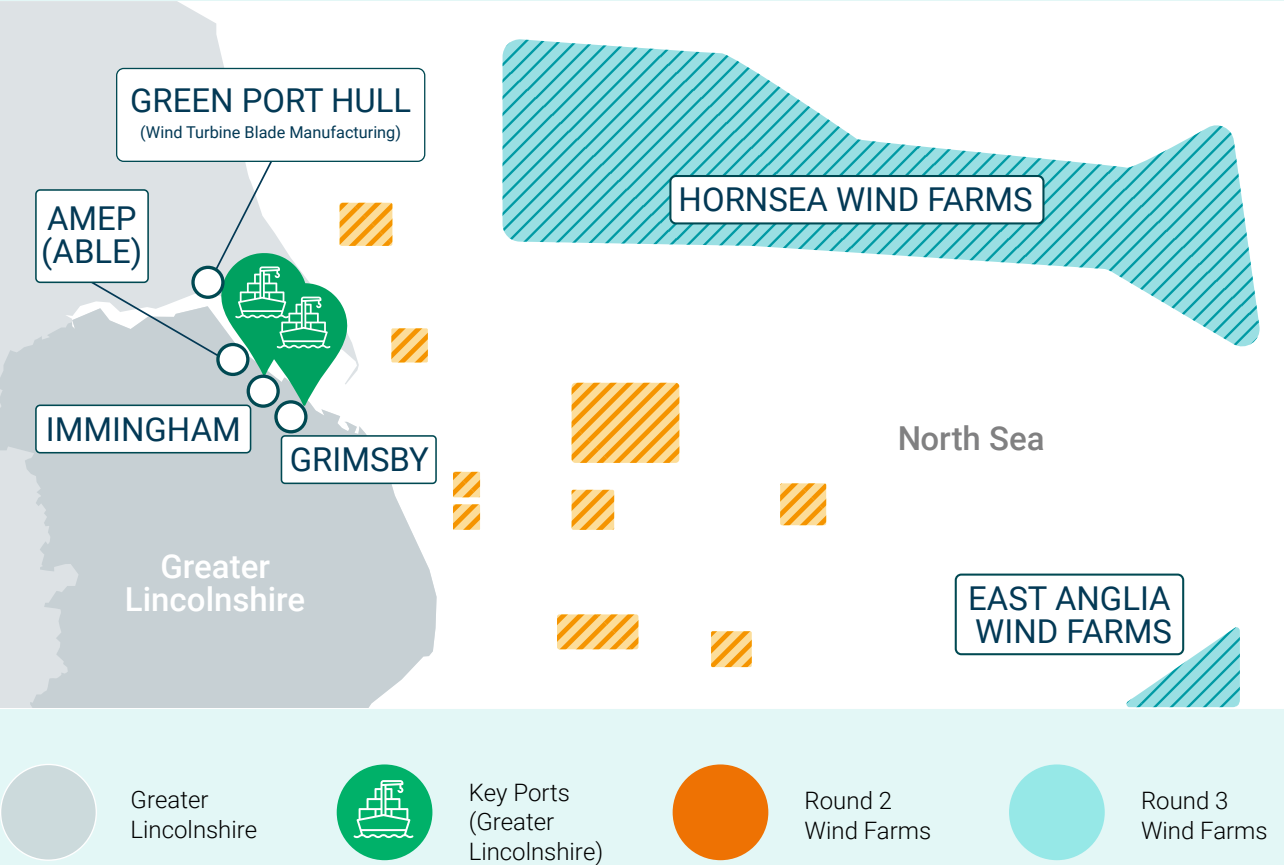 GREEN PORT HULL
(Wind Turbine Blade Manufacturing)
AMEP
(ABLE)
HORNSEA WIND FARMS
IMMINGHAM
GRIMSBY
North Sea
Greater
Lincolnshire
EAST ANGLIA
WIND FARMS
Greater
Lincolnshire
Key Ports
(Greater
Lincolnshire)
Round 2
Wind Farms
Round 3
Wind Farms